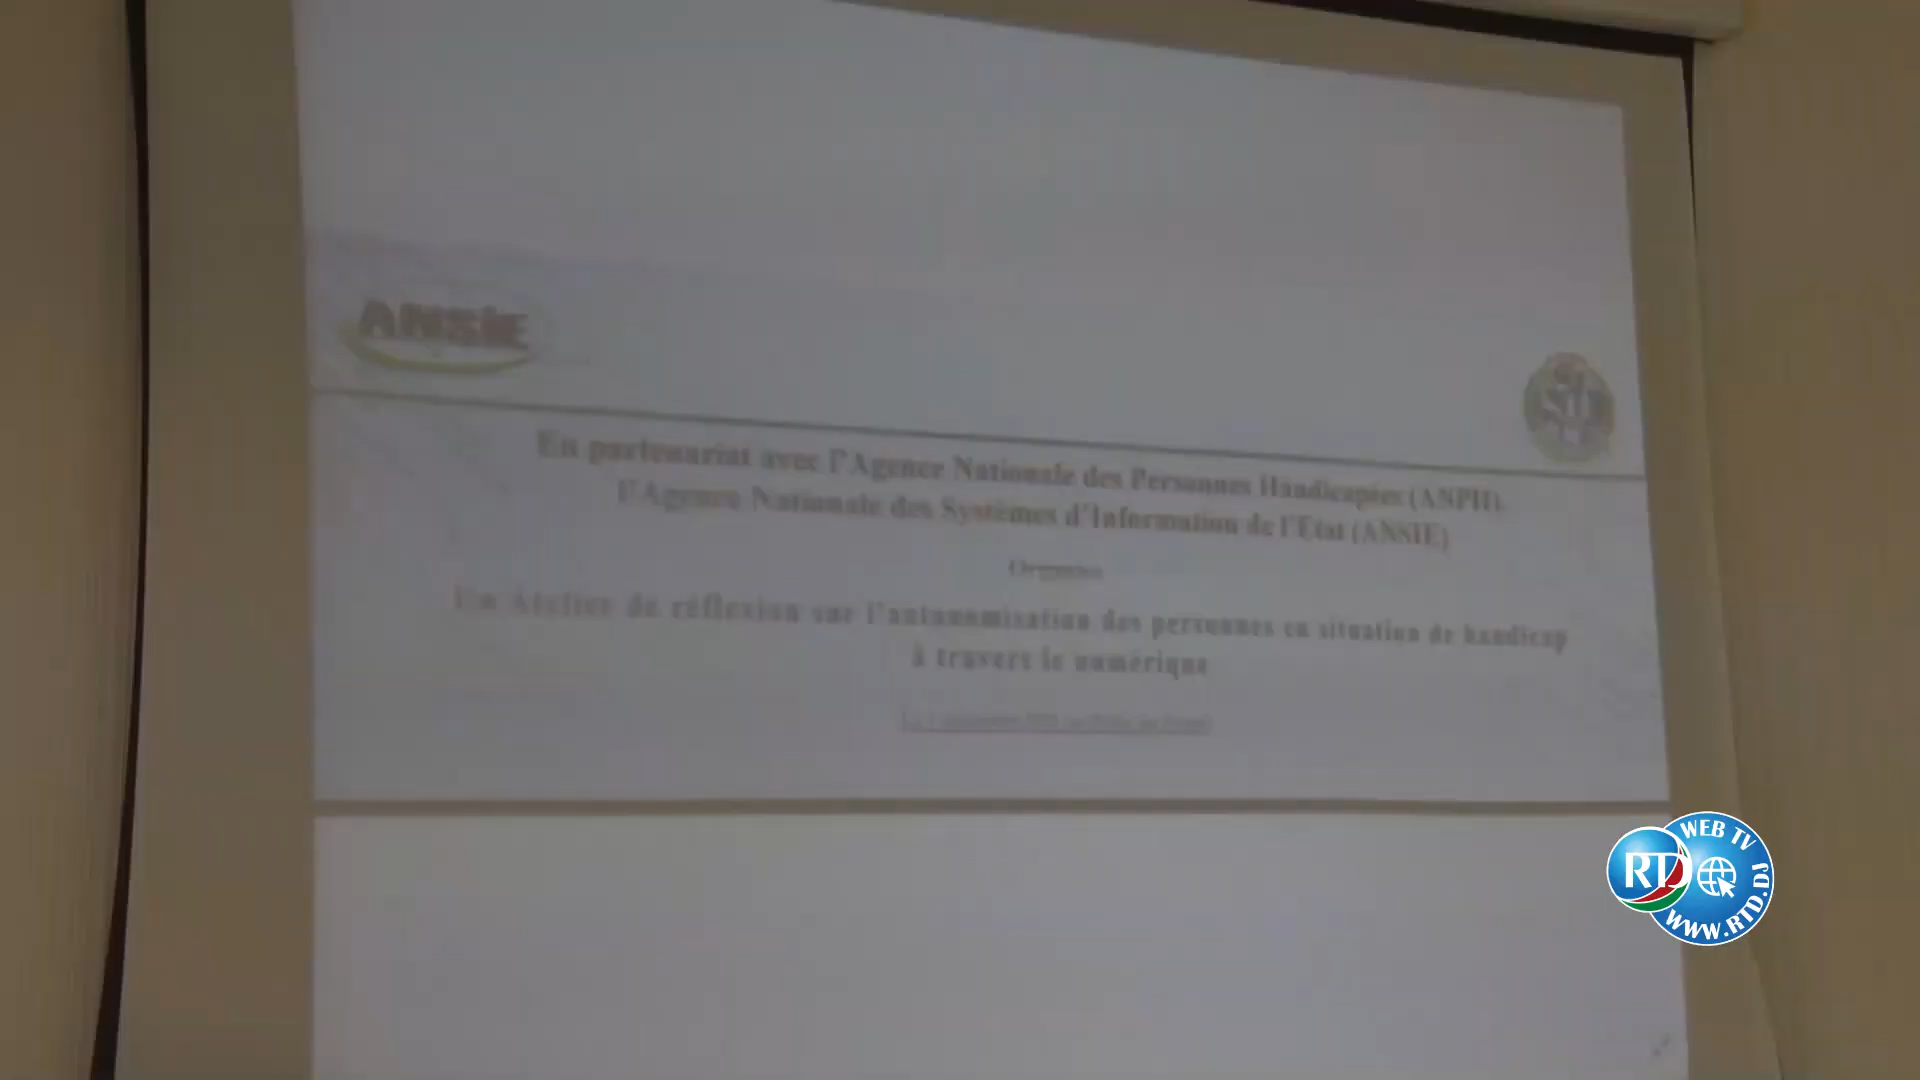 ANSIE
En partenariat avec l'Agence Nationale des Personnes Handicapées (ANPH),
l'Agence Nationale des Systèmes d'Information de l'Etat (ANSIE)
Organise
Un Atelier de réflexion sur l'autonomisation des personnes en situation de handicap
à travers le numérique
WEB TV
RTD
WWW.RTD.DJ